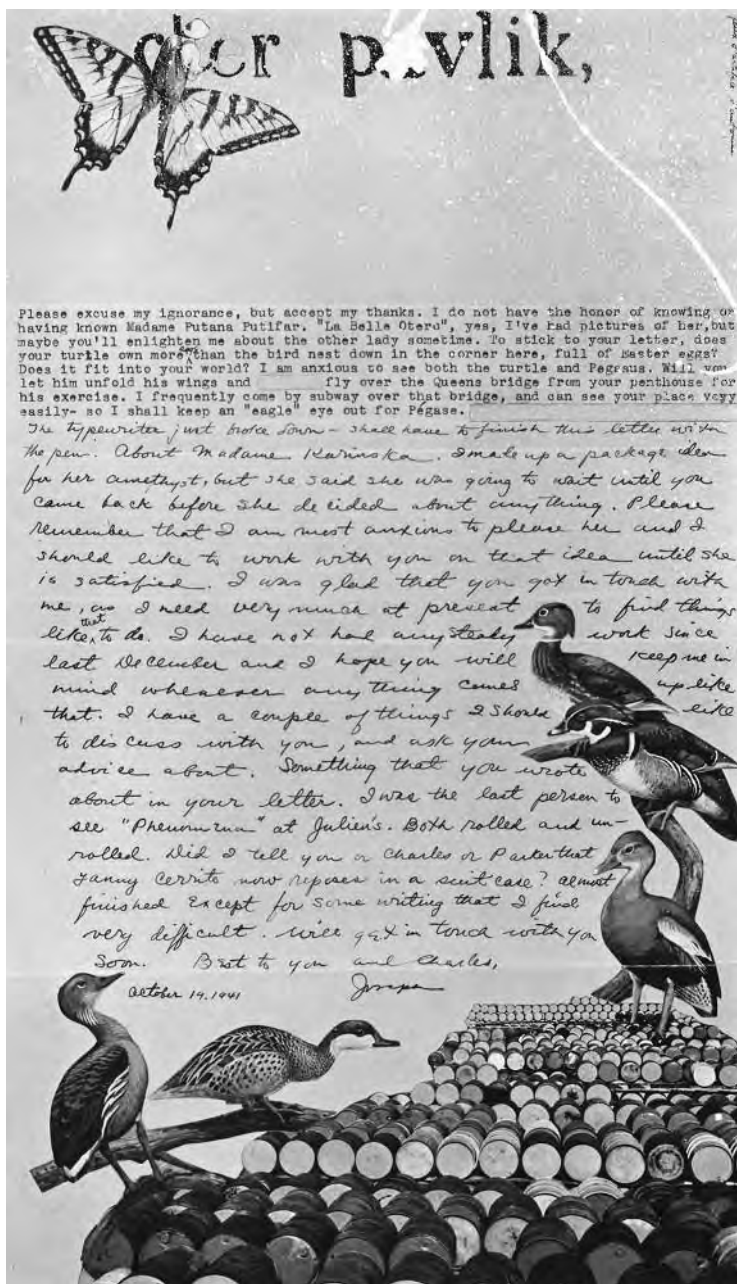 cher pavlik,
Please excuse my ignorance, but accept my thanks. I do not have the honor of knowing or
having known Madame Putana Putifar. "La Belle Otero", yes, I've had pictures of her, but
maybe you'll enlighten me about the other lady sometime. To stick to your letter, does
your turtle own more than the bird nest down in the corner here, full of Easter eggs?
Does it fit into your world? I am anxious to see both the turtle and Pegasus. Will you
let him unfold his wings and fly over the Queens bridge from your penthouse for
his exercise. I frequently come by subway over that bridge, and can see your place veyy
easily- so I shall keep an "eagle" eye out for Pégase.
The typewriter just broke down - shall have to finish this letter with
the pen. About Madame Karinska. I made up a package idea
for her amethyst, but she said she was going to wait until you
came back before she decided about anything. Please
remember that I am most anxious to please her and I
should like to work with you on that idea until she
is satisfied. I was glad that you got in touch with
me, as I need very much at present to find things
like that to do. I have not had any steady work since
last December and I hope you will keep me in
mind whenever anything comes up like
that. I have a couple of things I should like
to discuss with you, and ask your
advice about. Something that you wrote
about in your letter. I was the last person to
see "Phenomena" at Julien's. Both rolled and un-
rolled. Did I tell you or Charles or Parker that
Fanny Cerrito now reposes in a suit case? almost
finished except for some writing that I find
very difficult. Will get in touch with you
soon. Best to you and Charles,
October 19, 1941 Joseph